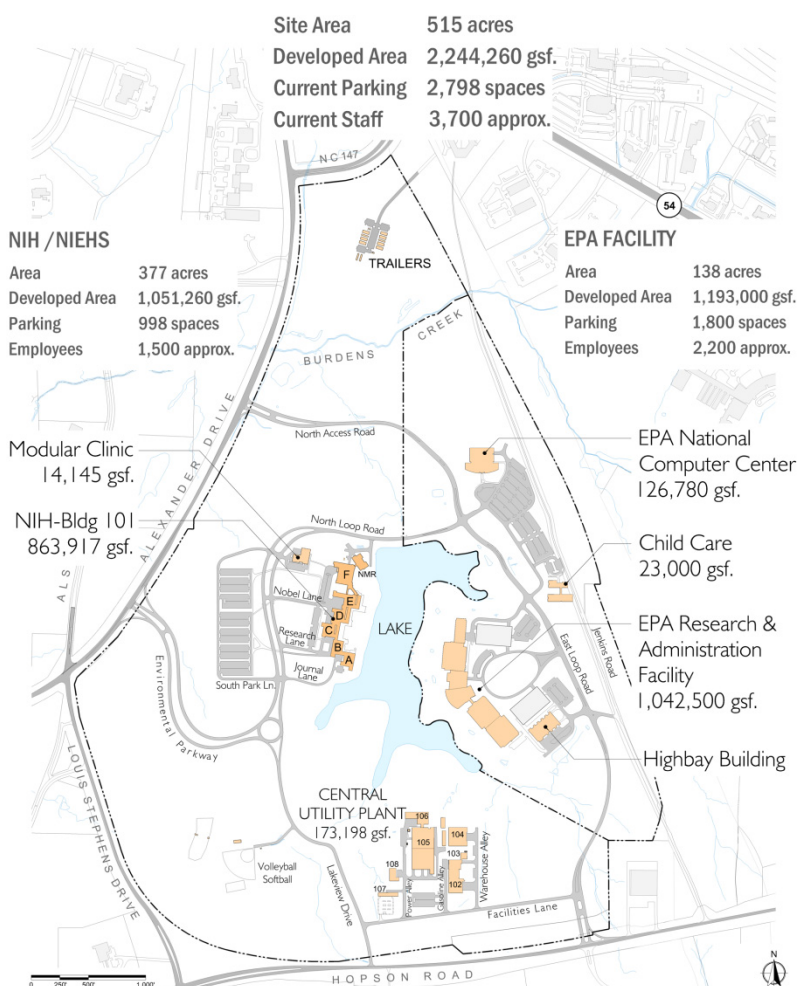 Site Area 515 acres
Developed Area 2,244,260 gsf.
Current Parking 2,798 spaces
Current Staff 3,700 approx.
NC 147
54
NIH /NIEHS
Area 377 acres
Developed Area 1,051,260 gsf.
Parking 998 spaces
Employees 1,500 approx.
EPA FACILITY
Area 138 acres
Developed Area 1,193,000 gsf.
Parking 1,800 spaces
Employees 2,200 approx.
TRAILERS
BURDENS CREEK
ALEXANDER DRIVE
North Access Road
Modular Clinic
14,145 gsf.
EPA National
Computer Center
126,780 gsf.
NIH-Bldg 101
863,917 gsf.
North Loop Road
NMR
F
E
D
C
B
A
Nobel Lane
Research
Lane
Journal
Lane
South Park Ln.
LAKE
Child Care
23,000 gsf.
Jenkins Road
East Loop Road
EPA Research &
Administration
Facility
1,042,500 gsf.
Highbay Building
Environmental Parkway
LOUIS STEPHENS DRIVE
CENTRAL
UTILITY PLANT
173,198 gsf.
106
105
104
103
102
108
107
Volleyball
Softball
Lakeview Drive
Power Alley
Gasoline Alley
Warehouse Alley
Facilities Lane
HOPSON ROAD
0 250' 500' 1,000'
N